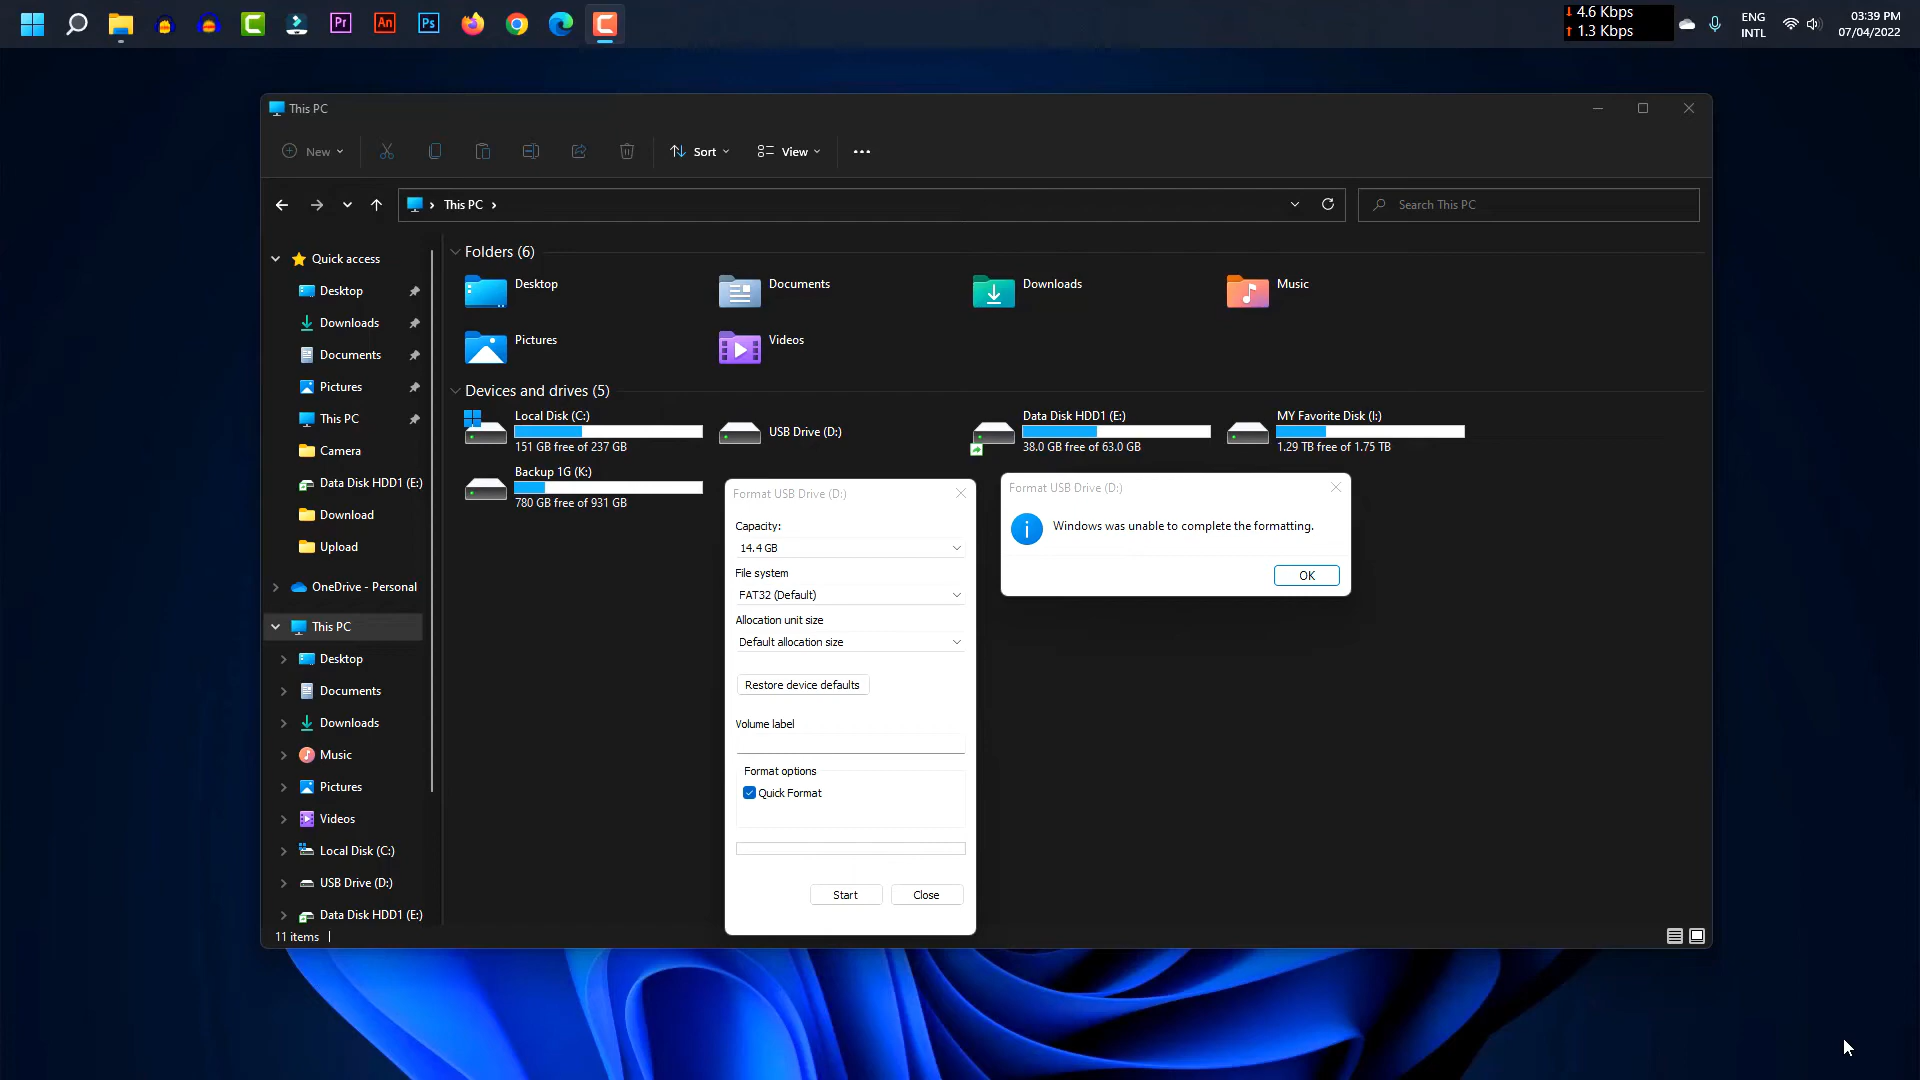 Pr
An
Ps
↓ 4.6 Kbps
↑ 1.3 Kbps
ENG
INTL
03:39 PM
07/04/2022
This PC
New
Sort
View
This PC
Search This PC
Quick access
Desktop
Downloads
Documents
Pictures
This PC
Camera
Data Disk HDD1 (E:)
Download
Upload
OneDrive - Personal
This PC
Desktop
Documents
Downloads
Music
Pictures
Videos
Local Disk (C:)
USB Drive (D:)
Data Disk HDD1 (E:)
11 items
Folders (6)
Desktop
Documents
Downloads
Music
Pictures
Videos
Devices and drives (5)
Local Disk (C:)
151 GB free of 237 GB
USB Drive (D:)
Data Disk HDD1 (E:)
38.0 GB free of 63.0 GB
MY Favorite Disk (I:)
1.29 TB free of 1.75 TB
Backup 1G (K:)
780 GB free of 931 GB
Format USB Drive (D:)
Capacity:
14.4 GB
File system
FAT32 (Default)
Allocation unit size
Default allocation size
Restore device defaults
Volume label
Format options
Quick Format
Start
Close
Format USB Drive (D:)
Windows was unable to complete the formatting.
OK